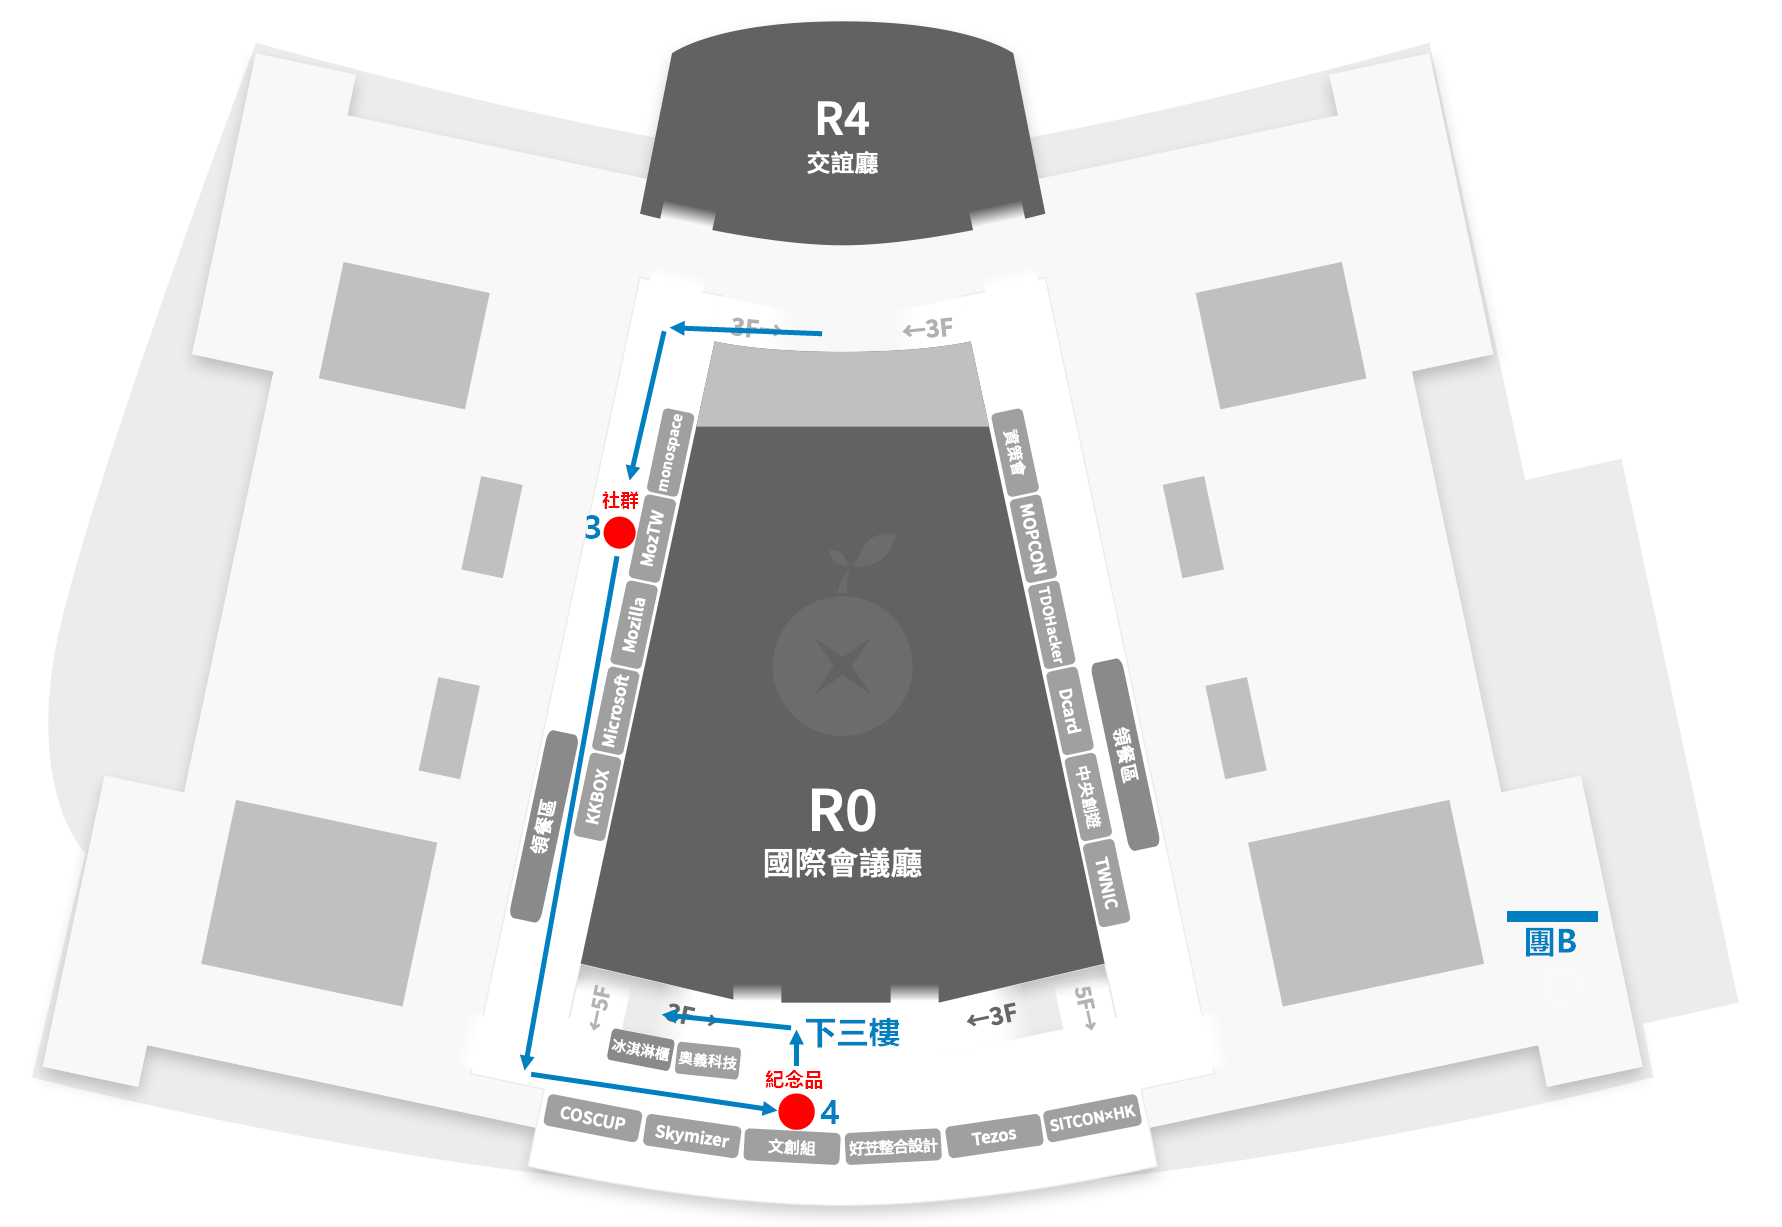 R4
交誼廳
3F→
←3F
monospace
資策會
社群
3
MozTW
MOPCON
Mozilla
TDOHacker
Microsoft
Dcard
領餐區
領餐區
KKBOX
中央創遊
TWNIC
R0
國際會議廳
團B
←5F
3F→
下三樓
←3F
5F→
冰淇淋櫃
奧義科技
紀念品
4
COSCUP
Skymizer
文創組
好苙整合設計
Tezos
SITCON×HK